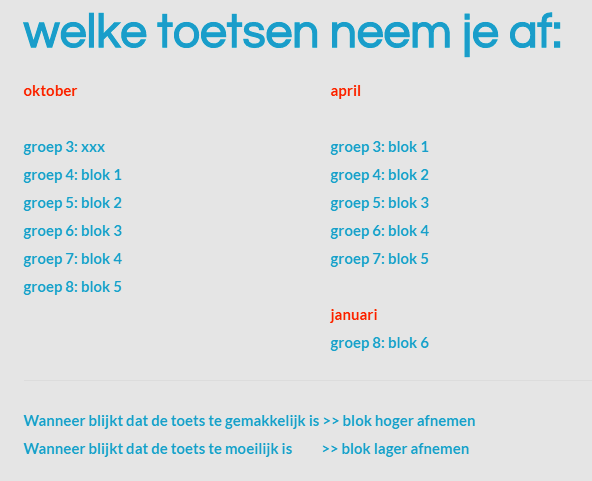 welke toetsen neem je af:
oktober
groep 3: xxx
groep 4: blok 1
groep 5: blok 2
groep 6: blok 3
groep 7: blok 4
groep 8: blok 5
april
groep 3: blok 1
groep 4: blok 2
groep 5: blok 3
groep 6: blok 4
groep 7: blok 5
januari
groep 8: blok 6
Wanneer blijkt dat de toets te gemakkelijk is >> blok hoger afnemen
Wanneer blijkt dat de toets te moeilijk is >> blok lager afnemen